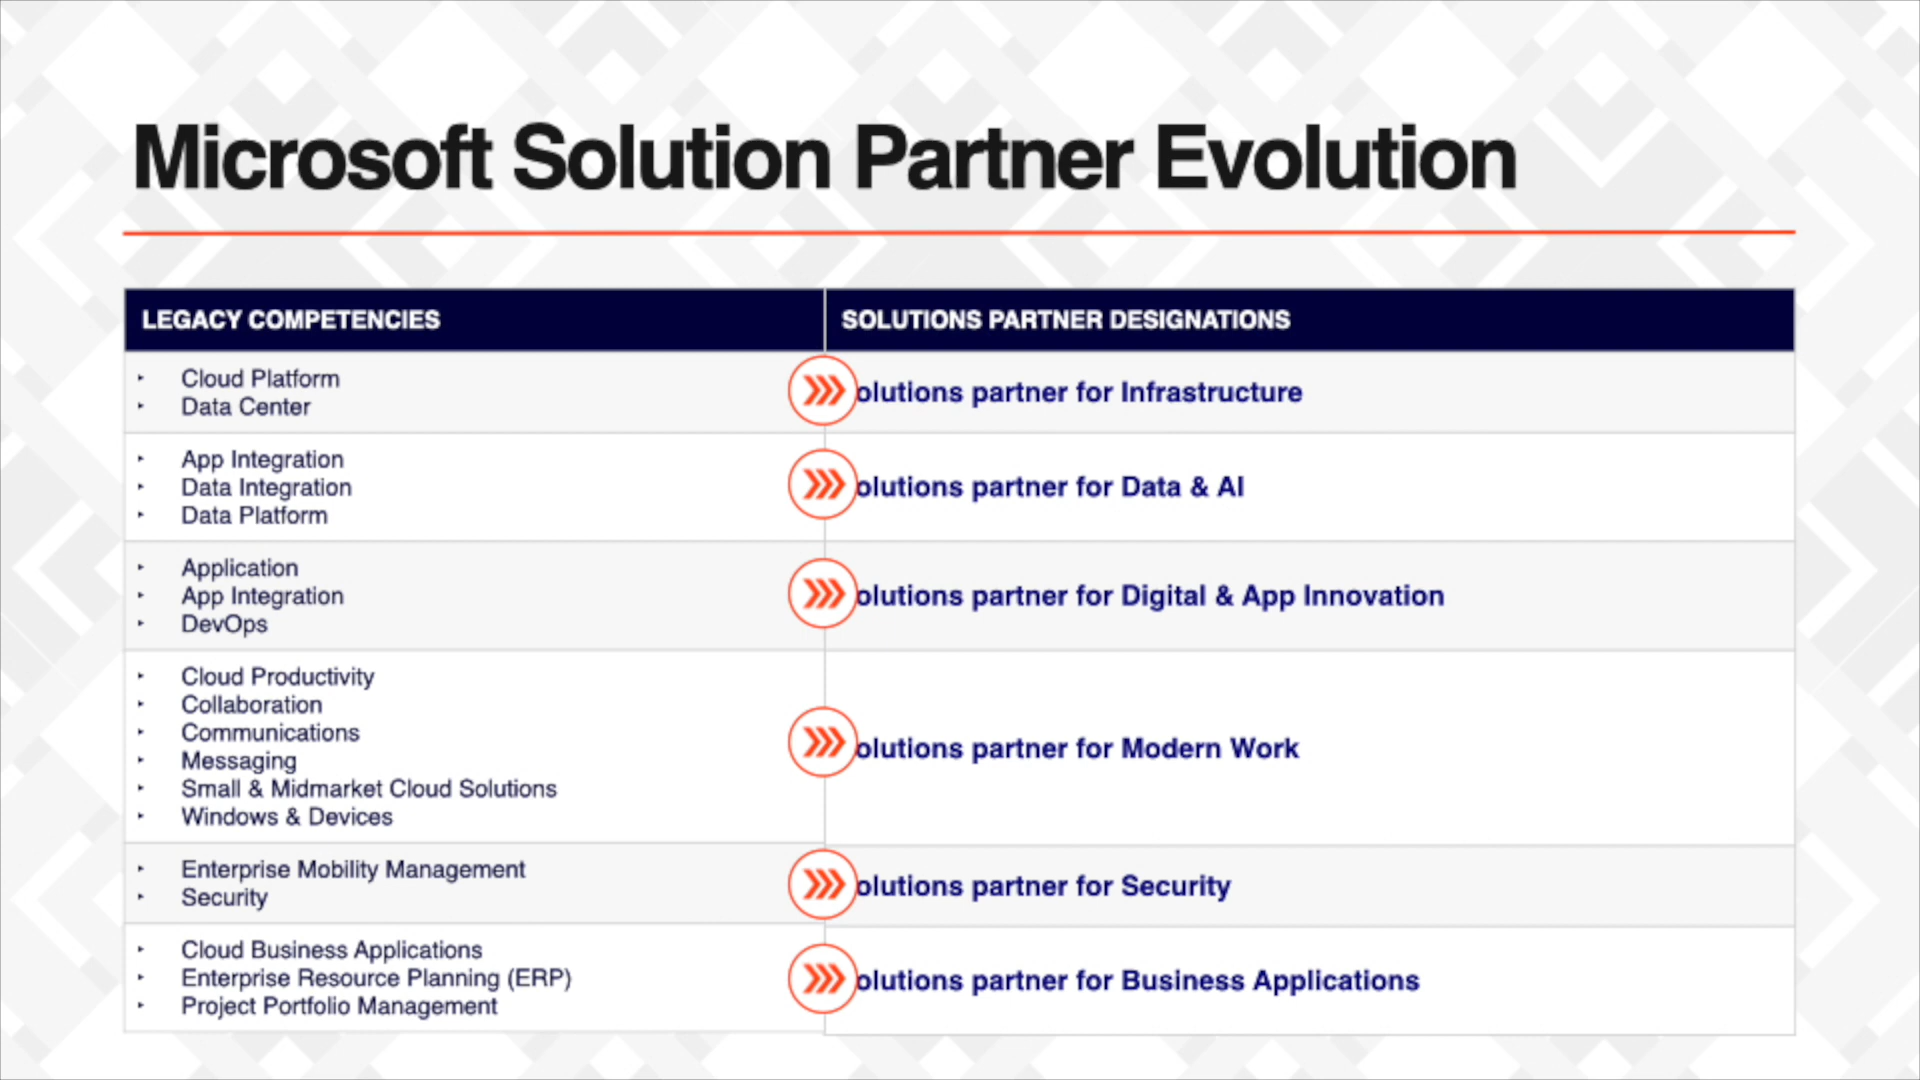 Microsoft Solution Partner Evolution
LEGACY COMPETENCIES
SOLUTIONS PARTNER DESIGNATIONS
Cloud Platform
Data Center
olutions partner for Infrastructure
App Integration
Data Integration
Data Platform
olutions partner for Data & AI
Application
App Integration
DevOps
olutions partner for Digital & App Innovation
Cloud Productivity
Collaboration
Communications
Messaging
Small & Midmarket Cloud Solutions
Windows & Devices
olutions partner for Modern Work
Enterprise Mobility Management
Security
olutions partner for Security
Cloud Business Applications
Enterprise Resource Planning (ERP)
Project Portfolio Management
olutions partner for Business Applications